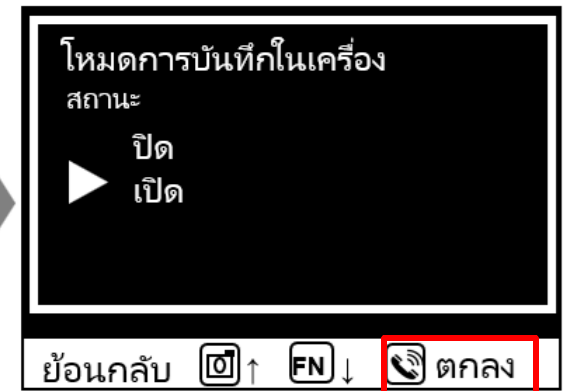 โหมดการบันทึกในเครื่อง
สถานะ
ปิด
เปิด
ย้อนกลับ ↑ FN ↓ ตกลง